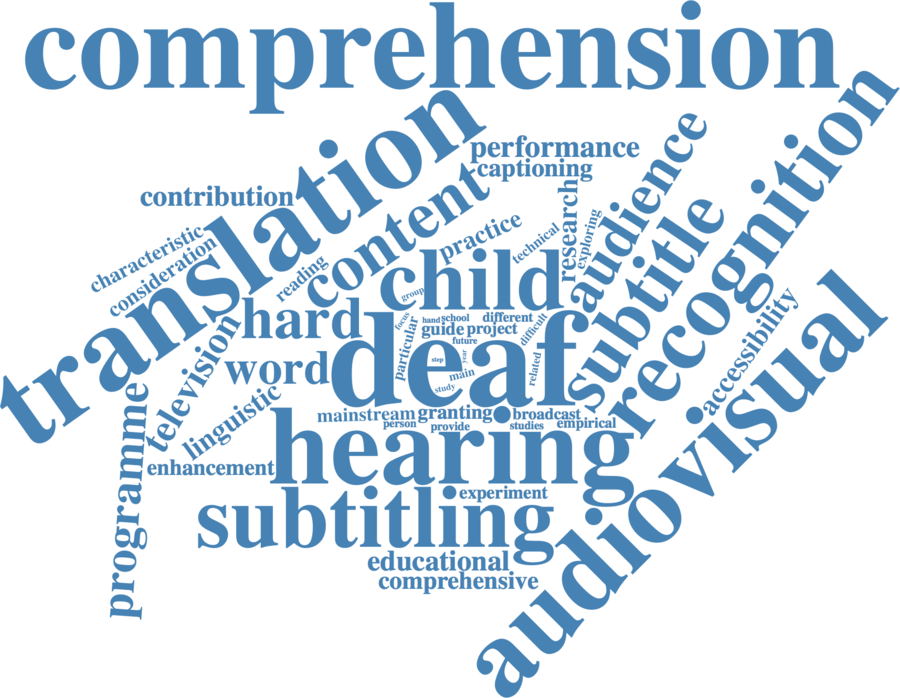 comprehension
translation
performance
captioning
content
audience
recognition
contribution
research
exploring
practice
technical
characteristic
consideration
reading
child
subtitle
group
hard
focus
hand
school
different
guide
project
difficult
particular
future
deaf
word
step
year
main
study
related
television
accessibility
audiovisual
linguistic
programme
mainstream
granting
broadcast
person
provide
studies
empirical
hearing
enhancement
subtitling
experiment
educational
comprehensive